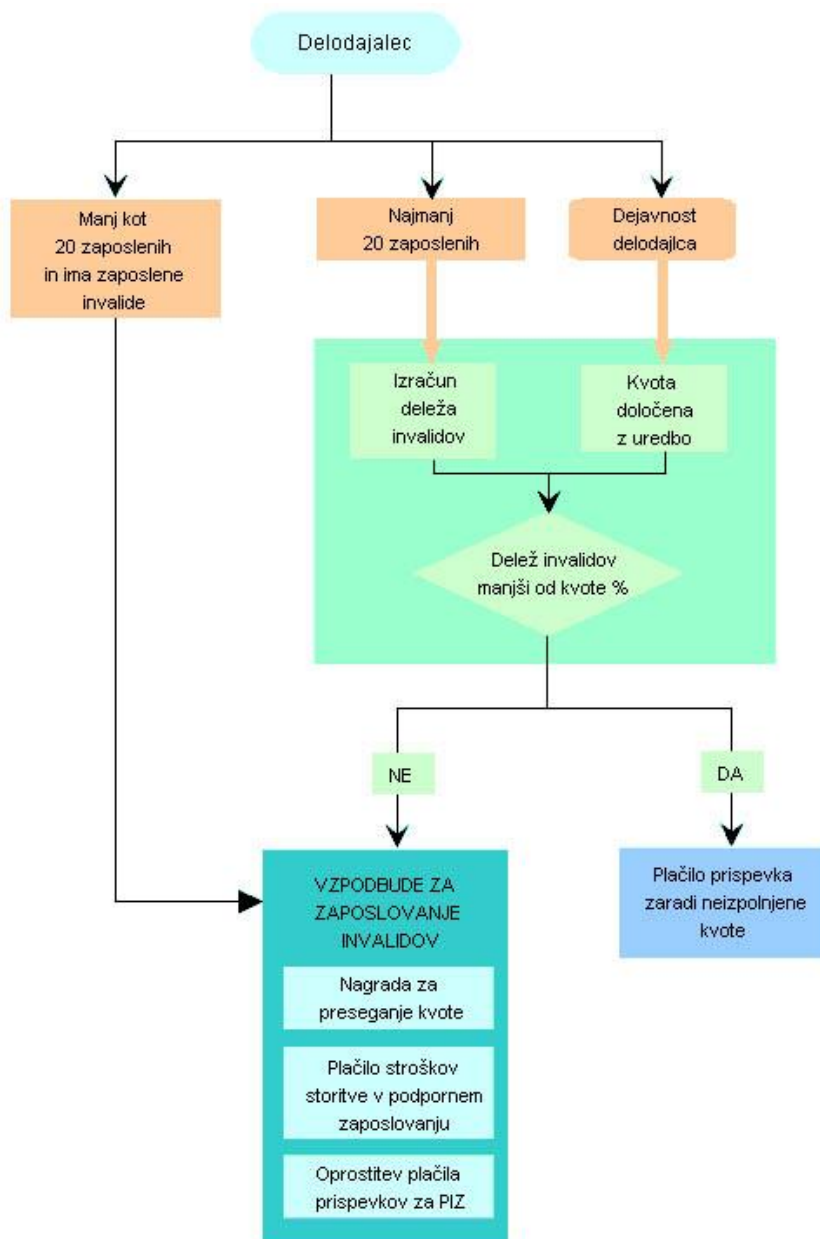 Delodajalec
Manj kot
20 zaposlenih
in ima zaposlene
invalide
Najmanj
20 zaposlenih
Dejavnost
delodajlca
Izračun
deleža
invalidov
Kvota
določena
z uredbo
Delež invalidov
manjši od kvote %
NE
DA
VZPODBUDE ZA
ZAPOSLOVANJE
INVALIDOV
Nagrada za
preseganje kvote
Plačilo stroškov
storitve v podpornem
zaposlovanju
Oprostitev plačila
prispevkov za PIZ
Plačilo prispevka
zaradi neizpolnjene
kvote